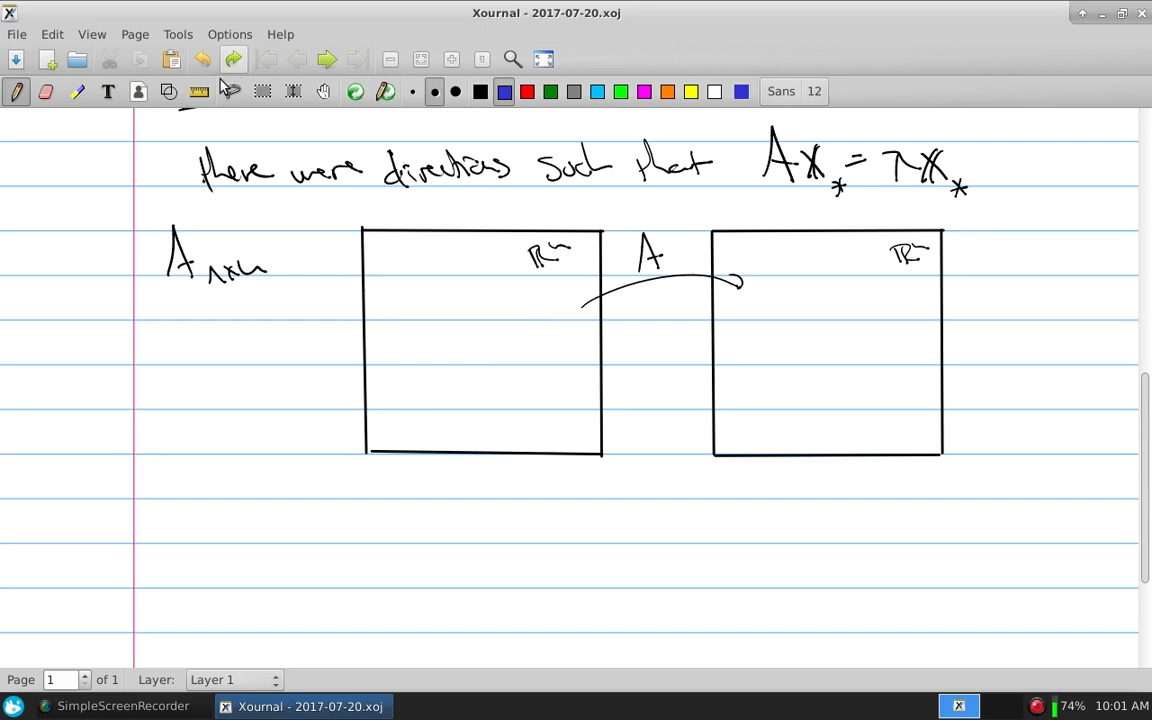 Xournal - 2017-07-20.xoj
File Edit View Page Tools Options Help
Sans 12
there were directions such that AX* = λX*
A n×n
ℝⁿ A ℝⁿ
Page 1 of 1 Layer: Layer 1
SimpleScreenRecorder Xournal - 2017-07-20.xoj 74% 10:01 AM